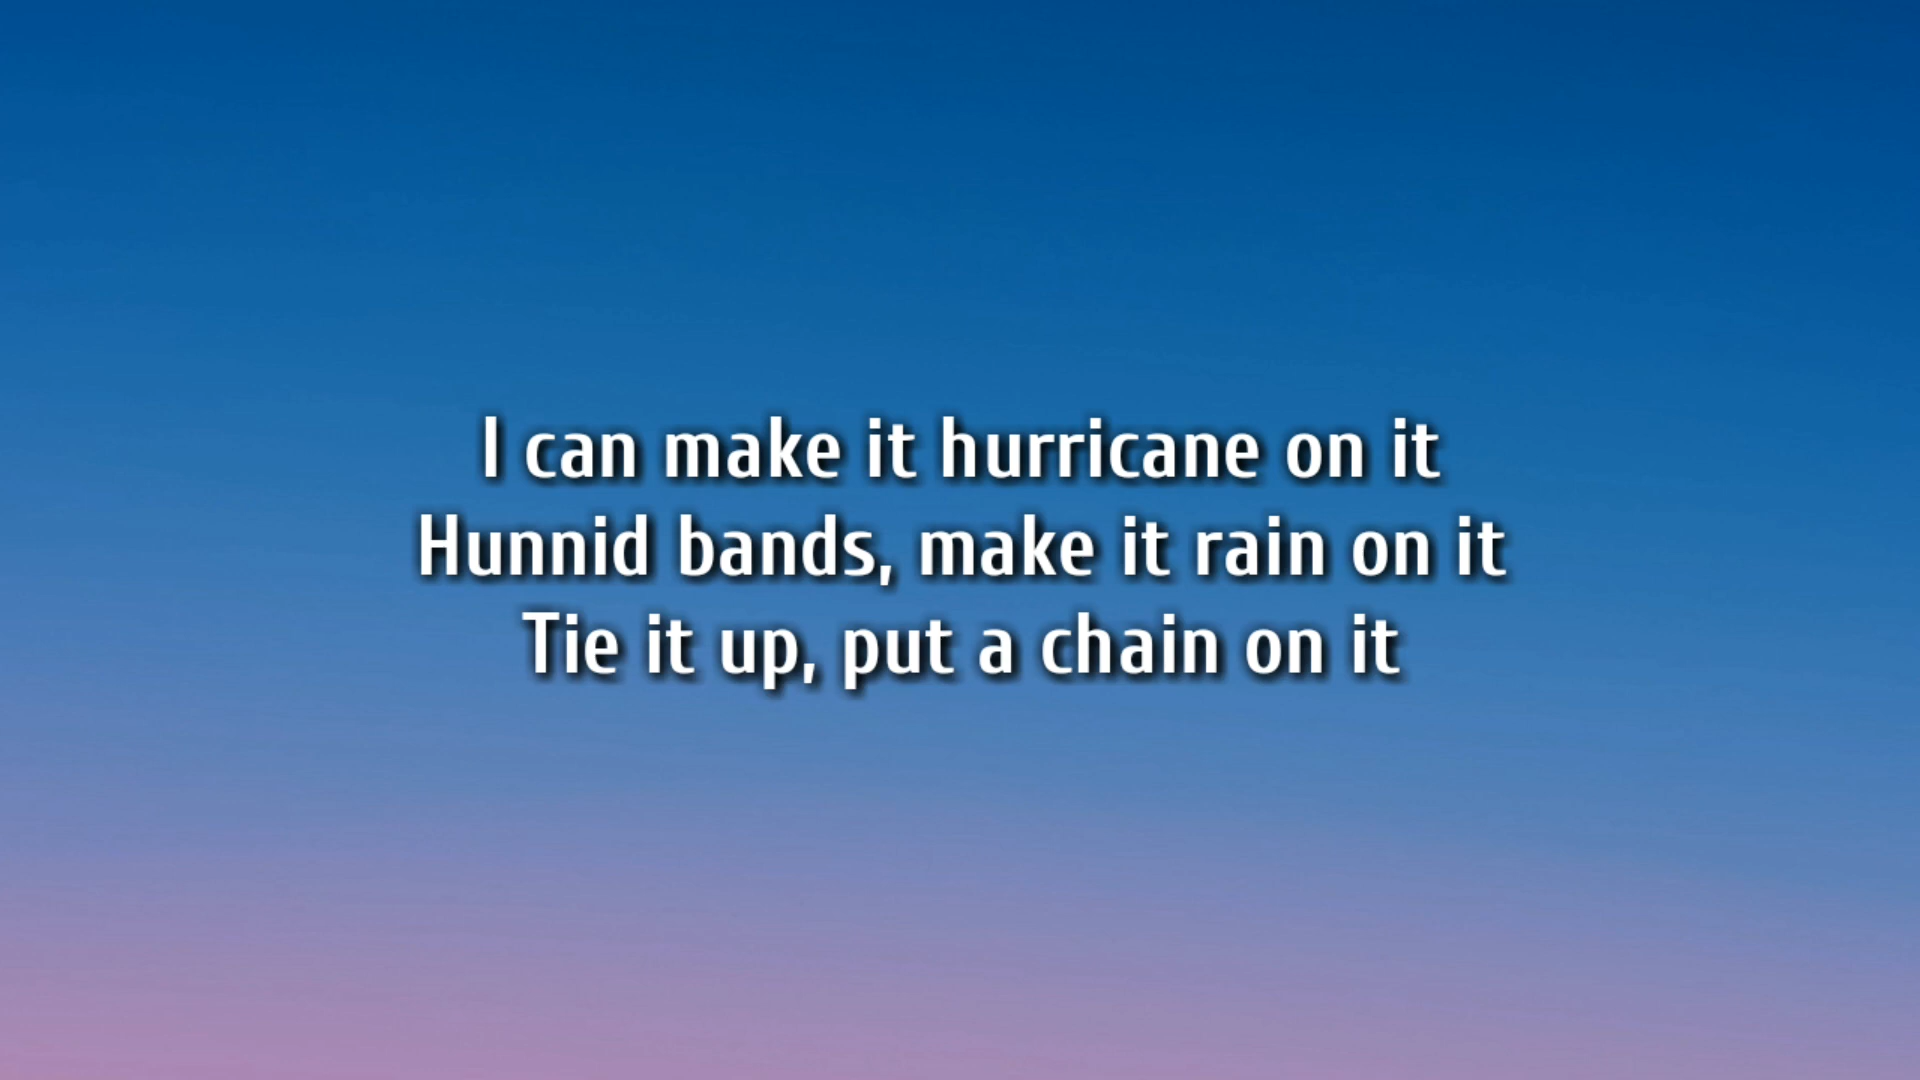 I can make it hurricane on it
Hunnid bands, make it rain on it
Tie it up, put a chain on it